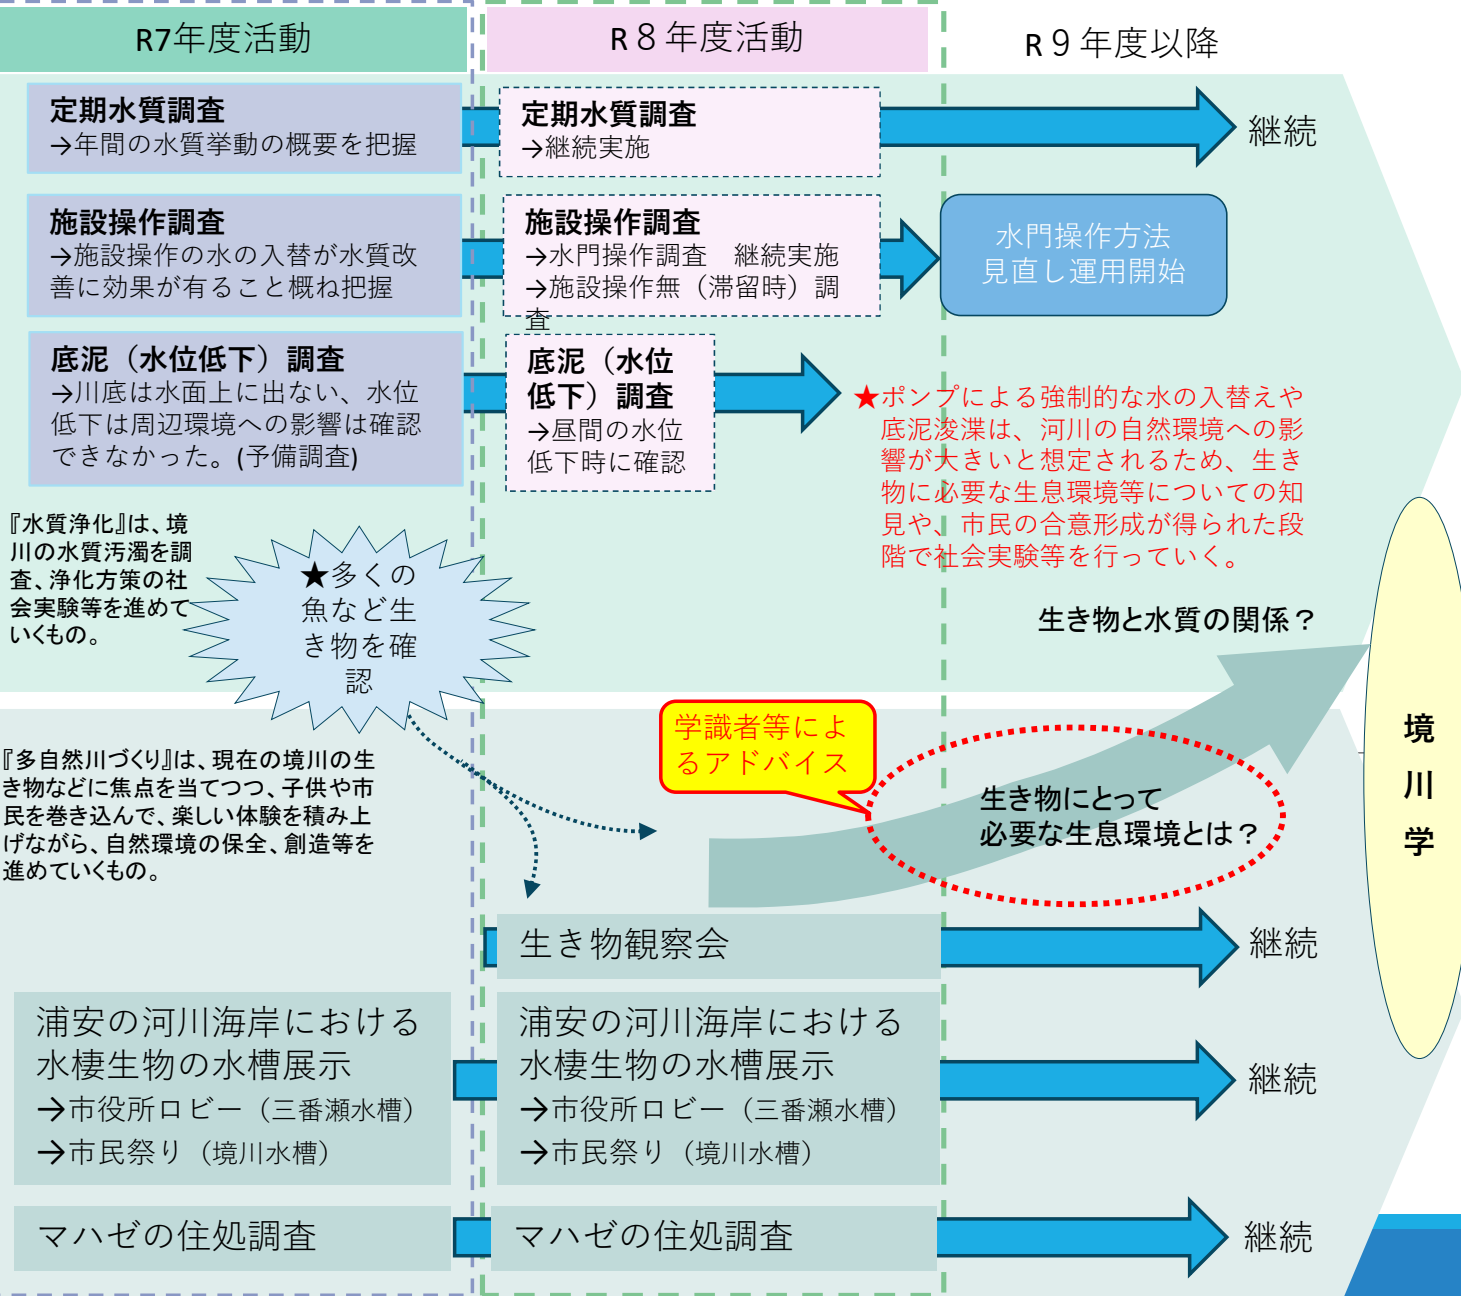 R7年度活動
R８年度活動
R９年度以降
定期水質調査
→年間の水質挙動の概要を把握
定期水質調査
→継続実施
継続
施設操作調査
→施設操作の水の入替が水質改
善に効果が有ること概ね把握
施設操作調査
→水門操作調査　継続実施
→施設操作無（滞留時）調
査
水門操作方法
見直し運用開始
底泥（水位低下）調査
→川底は水面上に出ない、水位
低下は周辺環境への影響は確認
できなかった。(予備調査)
底泥（水位
低下）調査
→昼間の水位
低下時に確認
★ポンプによる強制的な水の入替えや
底泥浚渫は、河川の自然環境への影
響が大きいと想定されるため、生き
物に必要な生息環境等についての知
見や、市民の合意形成が得られた段
階で社会実験等を行っていく。
『水質浄化』は、境
川の水質汚濁を調
査、浄化方策の社
会実験等を進めて
いくもの。
★多くの
魚など生
き物を確
認
生き物と水質の関係？
学識者等によ
るアドバイス
『多自然川づくり』は、現在の境川の生
き物などに焦点を当てつつ、子供や市
民を巻き込んで、楽しい体験を積み上
げながら、自然環境の保全、創造等を
進めていくもの。
生き物にとって
必要な生息環境とは？
境
川
学
生き物観察会
継続
浦安の河川海岸における
水棲生物の水槽展示
→市役所ロビー（三番瀬水槽）
→市民祭り（境川水槽）
浦安の河川海岸における
水棲生物の水槽展示
→市役所ロビー（三番瀬水槽）
→市民祭り（境川水槽）
継続
マハゼの住処調査
マハゼの住処調査
継続